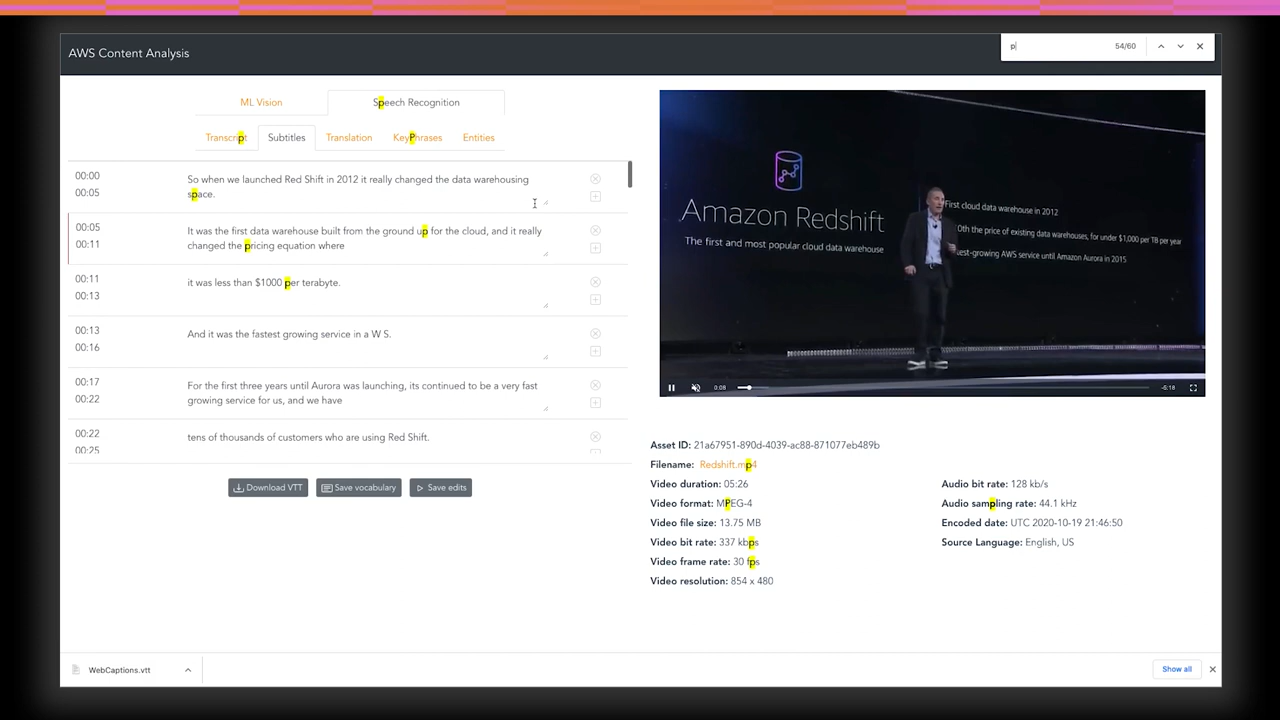 AWS Content Analysis
p
54/60
ML Vision
Speech Recognition
Transcript
Subtitles
Translation
KeyPhrases
Entities
00:00
00:05
So when we launched Red Shift in 2012 it really changed the data warehousing
space.
00:05
00:11
It was the first data warehouse built from the ground up for the cloud, and it really
changed the pricing equation where
00:11
00:13
it was less than $1000 per terabyte.
00:13
00:16
And it was the fastest growing service in a W S.
00:17
00:22
For the first three years until Aurora was launching, its continued to be a very fast
growing service for us, and we have
00:22
00:25
tens of thousands of customers who are using Red Shift.
Download VTT
Save vocabulary
Save edits
Amazon Redshift
The first and most popular cloud data warehouse
First cloud data warehouse in 2012
10th the price of existing data warehouses, for under $1,000 per TB per year
test-growing AWS service until Amazon Aurora in 2015
0:08
-5:18
Asset ID: 21a67951-890d-4039-ac88-871077eb489b
Filename: Redshift.mp4
Video duration: 05:26
Video format: MPEG-4
Video file size: 13.75 MB
Video bit rate: 337 kbps
Video frame rate: 30 fps
Video resolution: 854 x 480
Audio bit rate: 128 kb/s
Audio sampling rate: 44.1 kHz
Encoded date: UTC 2020-10-19 21:46:50
Source Language: English, US
WebCaptions.vtt
Show all